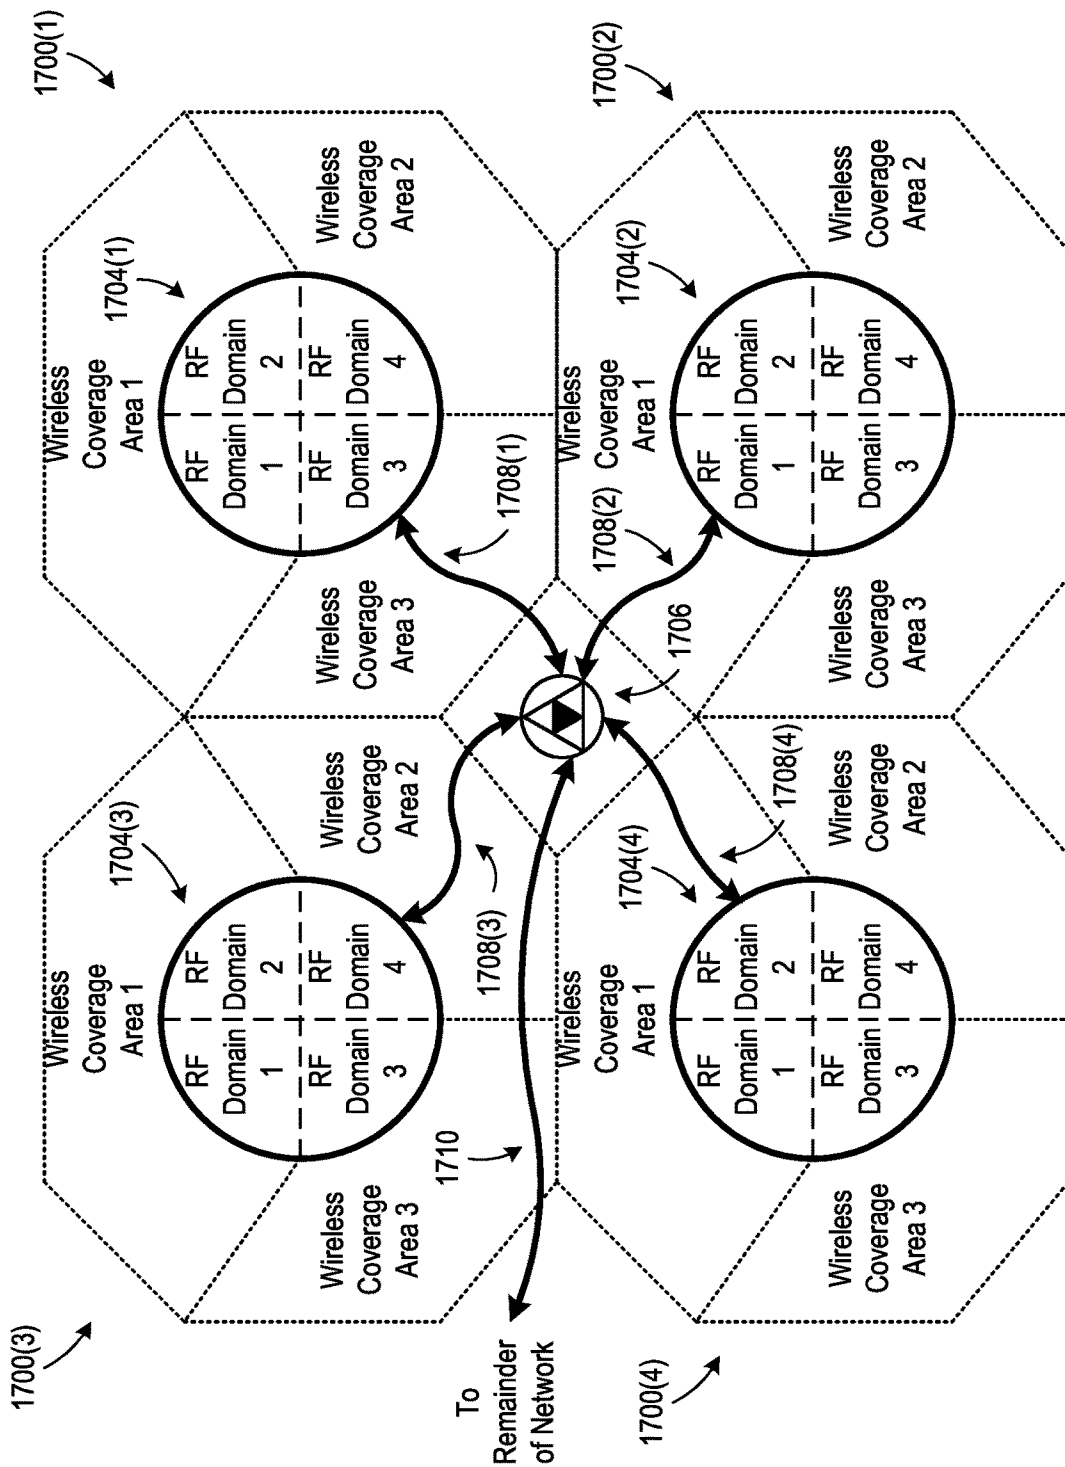 1700(3)
1700(1)
1704(3)
1704(1)
Wireless
Coverage
Area 1
RF
Domain
1
RF
Domain
2
RF
Domain
3
RF
Domain
4
Wireless
Coverage
Area 3
Wireless
Coverage
Area 2
Wireless
Coverage
Area 1
RF
Domain
1
RF
Domain
2
RF
Domain
3
RF
Domain
4
Wireless
Coverage
Area 3
Wireless
Coverage
Area 2
1710
1708(3)
1708(1)
To
Remainder
of Network
1706
1700(4)
1700(2)
1704(4)
1708(4)
1708(2)
1704(2)
Wireless
Coverage
Area 1
RF
Domain
1
RF
Domain
2
RF
Domain
3
RF
Domain
4
Wireless
Coverage
Area 3
Wireless
Coverage
Area 2
Wireless
Coverage
Area 1
RF
Domain
1
RF
Domain
2
RF
Domain
3
RF
Domain
4
Wireless
Coverage
Area 3
Wireless
Coverage
Area 2